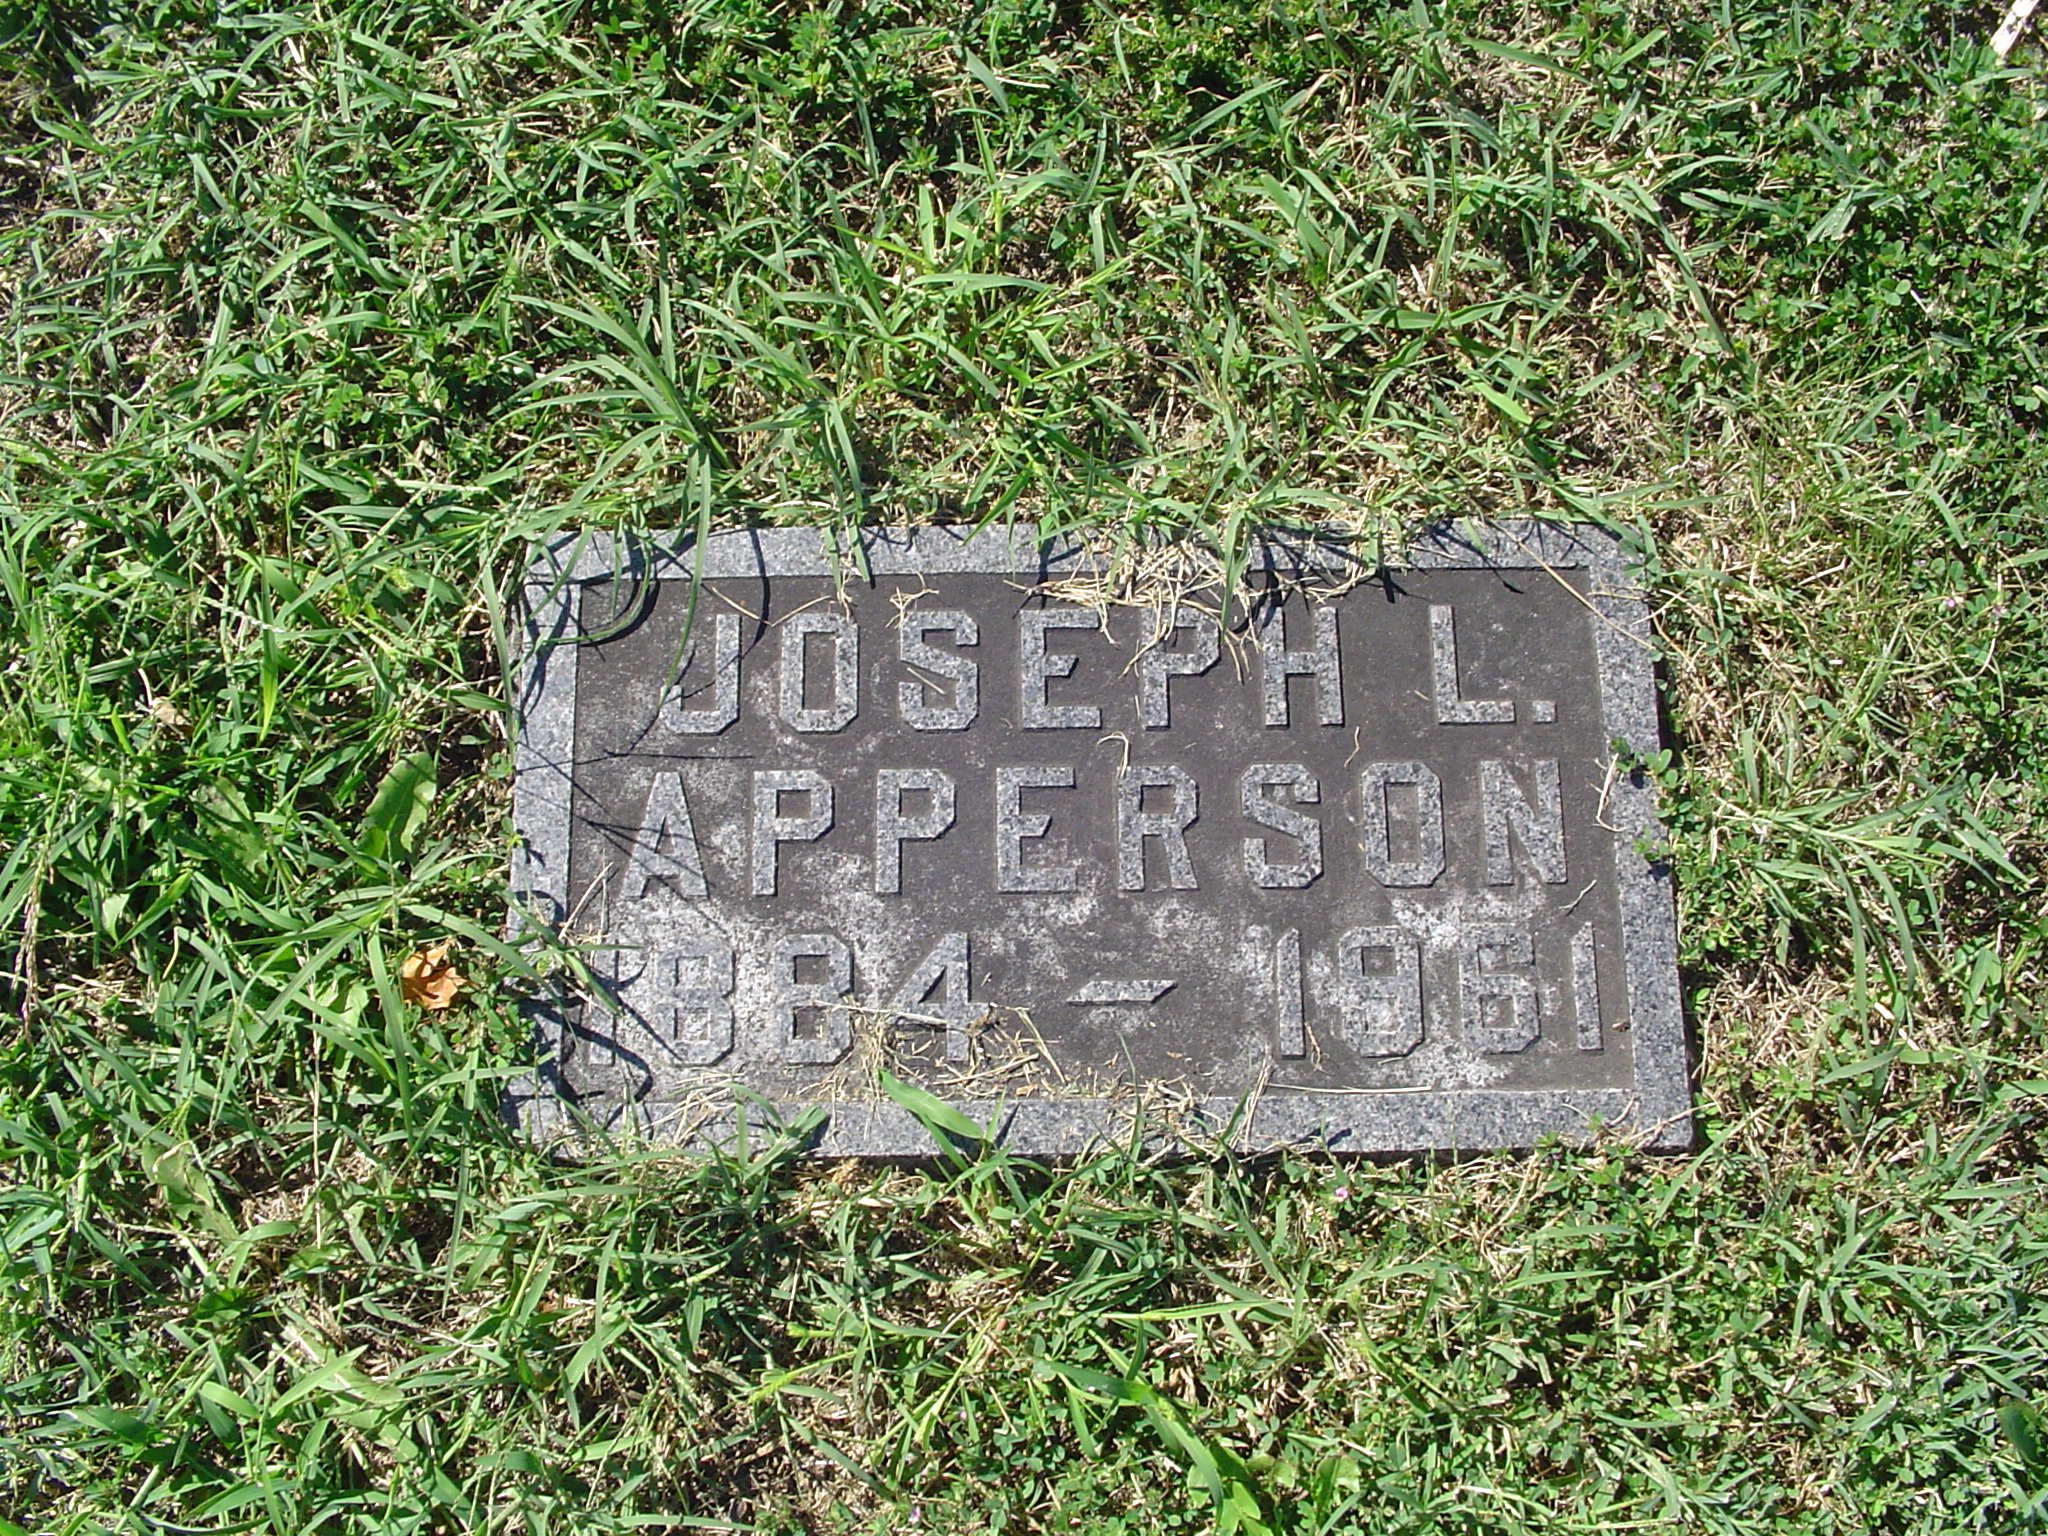 JOSEPH L.
APPERSON
1884 - 1961